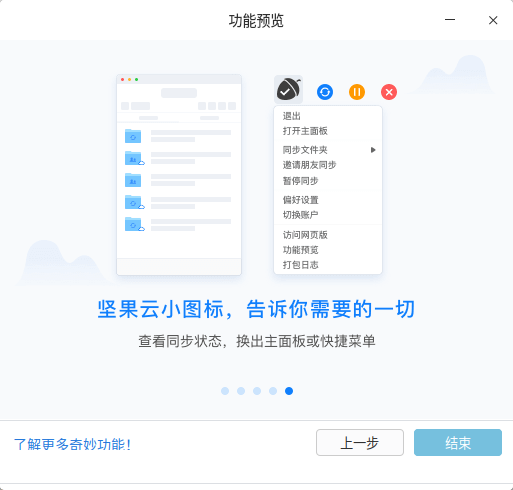 功能预览
退出
打开主面板
同步文件夹
邀请朋友同步
暂停同步
偏好设置
切换账户
访问网页版
功能预览
打包日志
坚果云小图标，告诉你需要的一切
查看同步状态，换出主面板或快捷菜单
了解更多奇妙功能！
上一步
结束